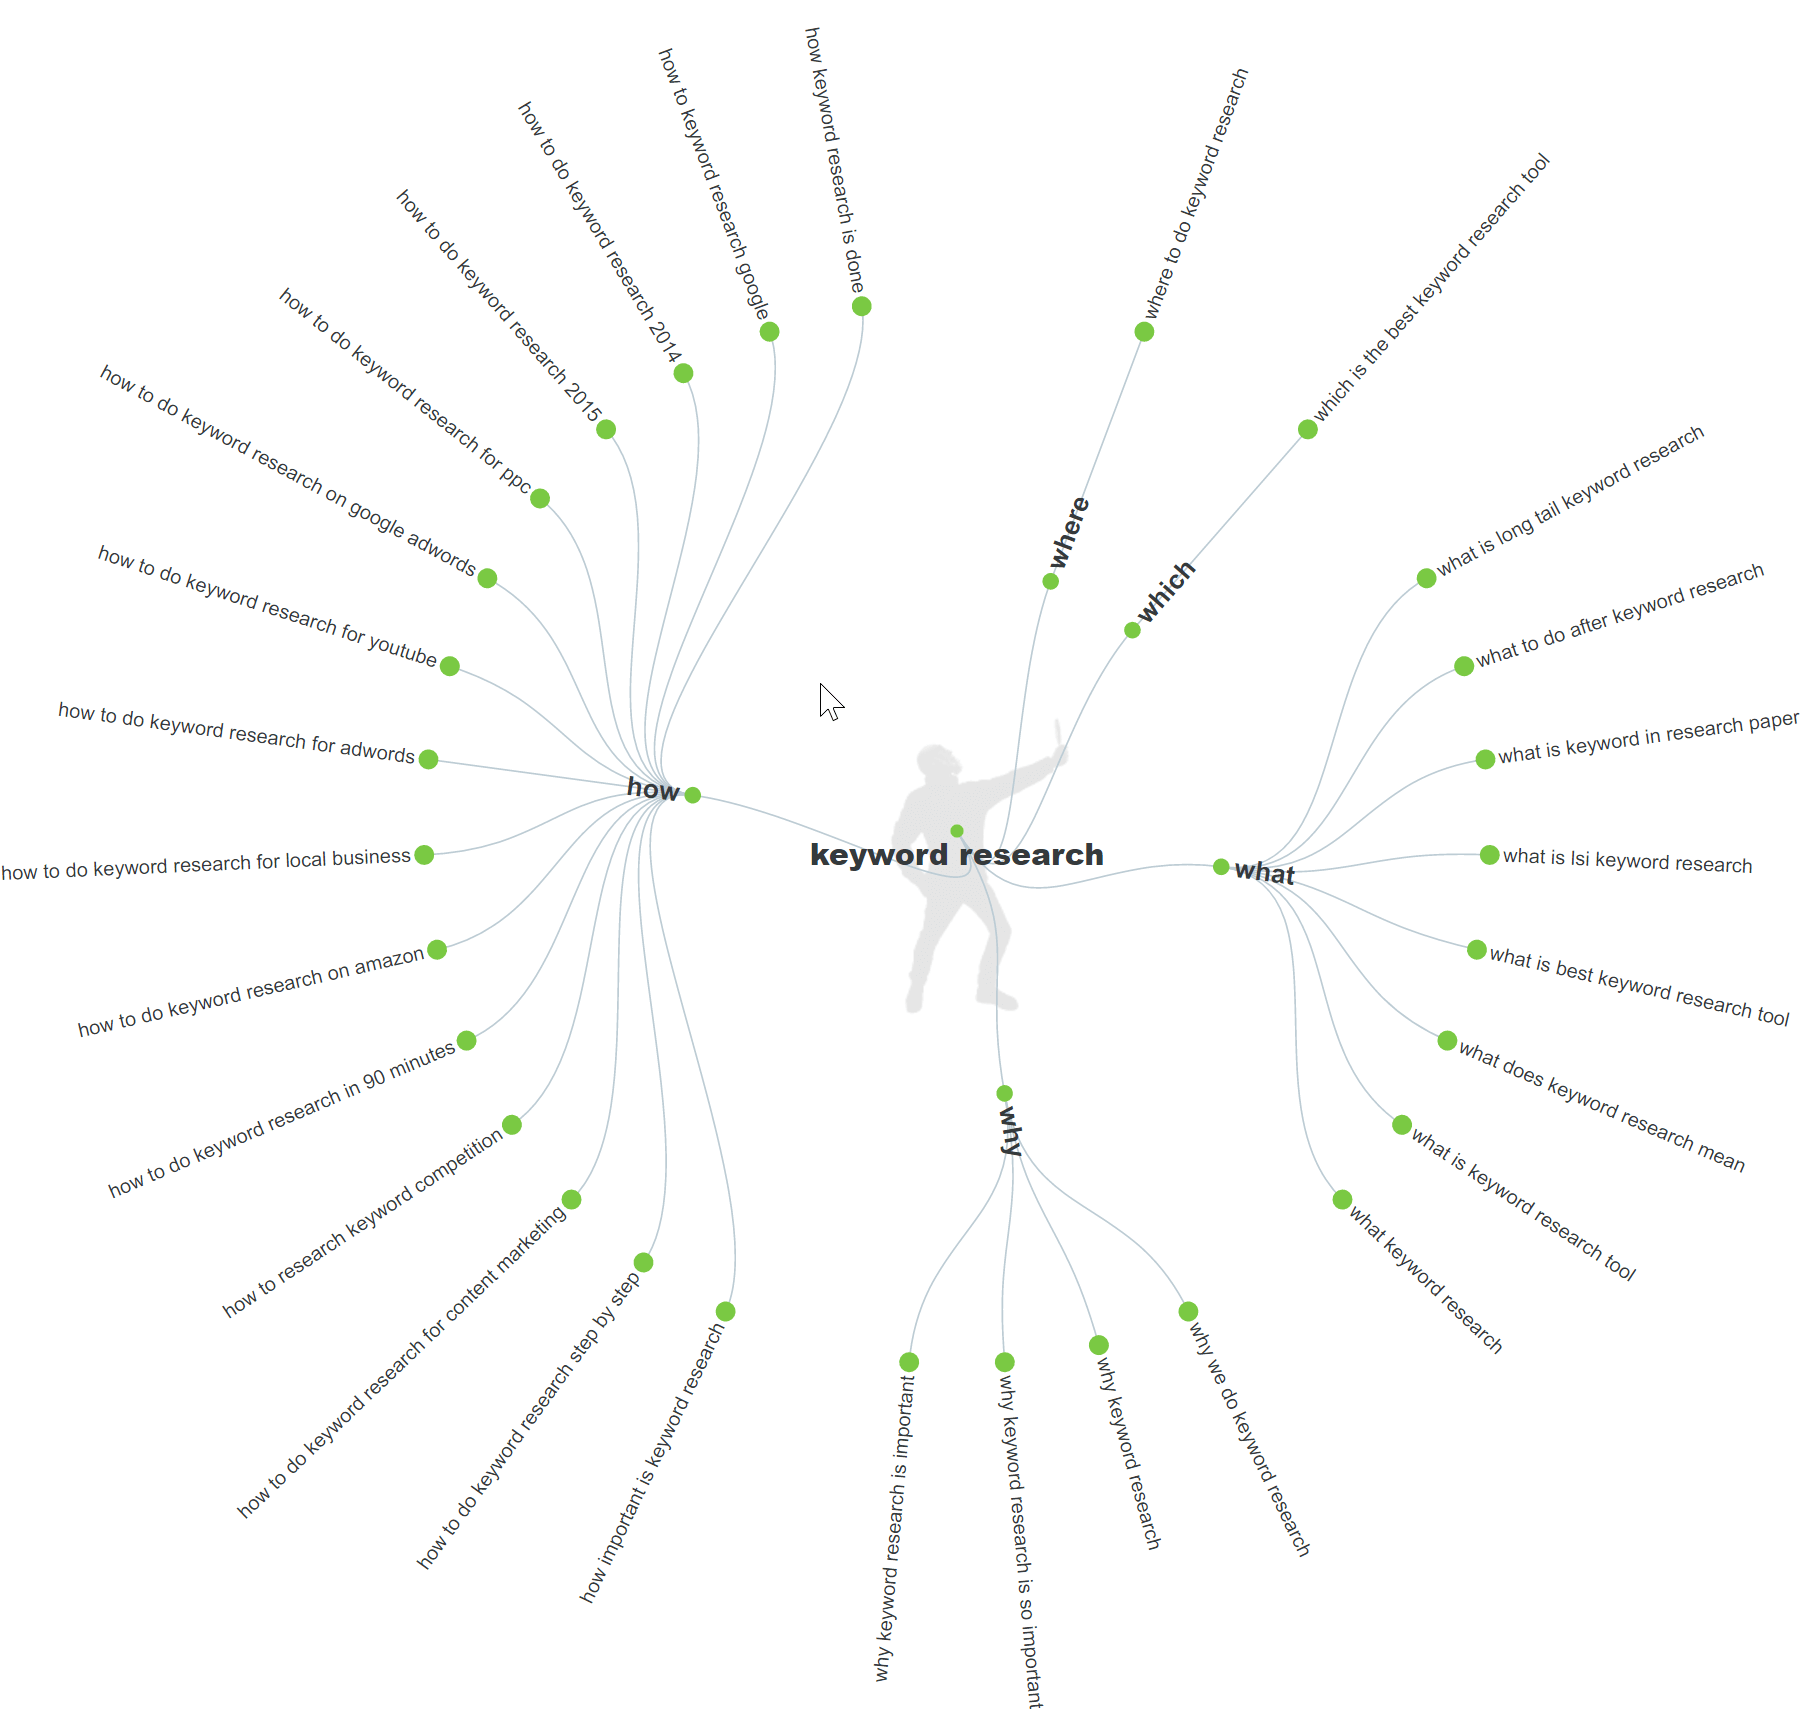 keyword research
where
where to do keyword research
which
which is the best keyword research tool
what
what is long tail keyword research
what to do after keyword research
what is keyword in research paper
what is lsi keyword research
what is best keyword research tool
what does keyword research mean
what is keyword research tool
what keyword research
why
why we do keyword research
why keyword research
why keyword research is so important
why keyword research is important
how
how important is keyword research
how to do keyword research step by step
how to do keyword research for content marketing
how to research keyword competition
how to do keyword research in 90 minutes
how to do keyword research on amazon
how to do keyword research for local business
how to do keyword research for adwords
how to do keyword research for youtube
how to do keyword research on google adwords
how to do keyword research for ppc
how to do keyword research 2015
how to do keyword research 2014
how to keyword research google
how keyword research is done